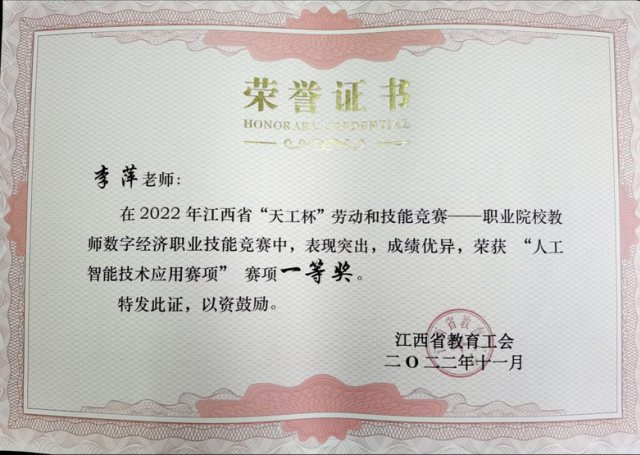 荣誉证书
HONORARY CREDENTIAL
李萍老师：
在2022年江西省“天工杯”劳动和技能竞赛——职业院校教
师数字经济职业技能竞赛中，表现突出，成绩优异，荣获 “人工
智能技术应用赛项” 赛项一等奖。
特发此证，以资鼓励。
江西省教育工会
二〇二二年十一月